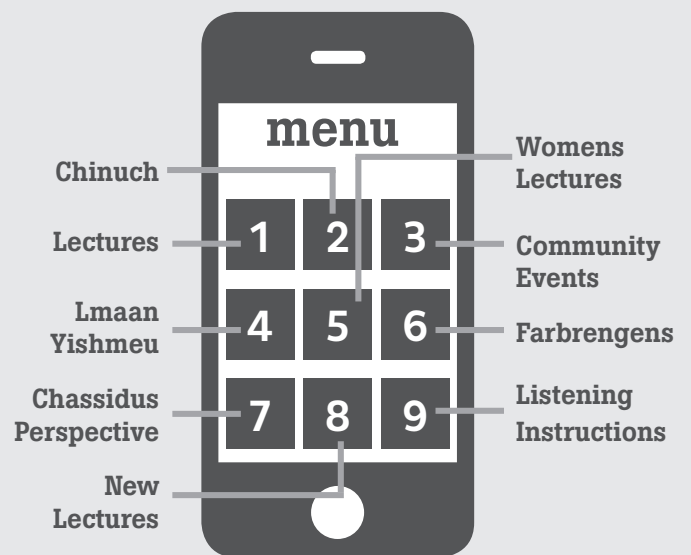 menu
Chinuch
Womens
Lectures
Lectures
1 2 3
Community
Events
Lmaan
Yishmeu
4 5 6
Farbrengens
Chassidus
Perspective
7 8 9
Listening
Instructions
New
Lectures